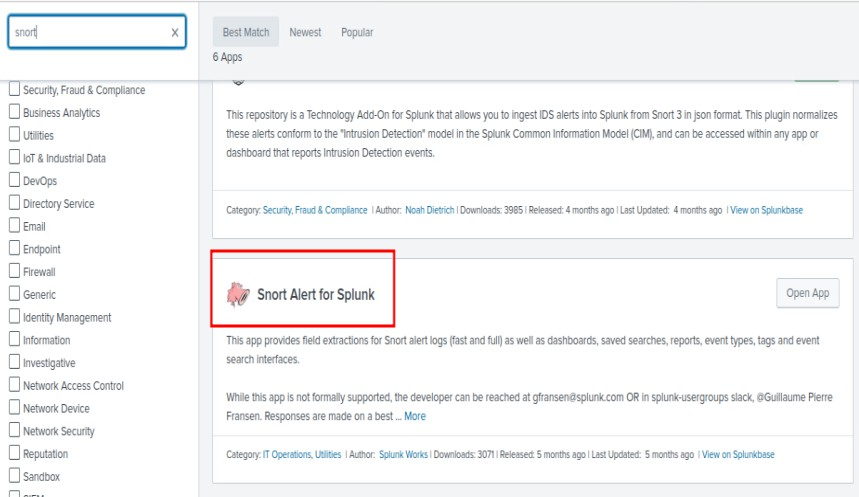 snort X
Best Match Newest Popular
6 Apps
Security, Fraud & Compliance
Business Analytics
Utilities
IoT & Industrial Data
DevOps
Directory Service
Email
Endpoint
Firewall
Generic
Identity Management
Information
Investigative
Network Access Control
Network Device
Network Security
Reputation
Sandbox
SIEM
This repository is a Technology Add-On for Splunk that allows you to ingest IDS alerts into Splunk from Snort 3 in json format. This plugin normalizes
these alerts conform to the "Intrusion Detection" model in the Splunk Common Information Model (CIM), and can be accessed within any app or
dashboard that reports Intrusion Detection events.
Category: Security, Fraud & Compliance | Author: Noah Dietrich | Downloads: 3985 | Released: 4 months ago | Last Updated: 4 months ago | View on Splunkbase
Snort Alert for Splunk
Open App
This app provides field extractions for Snort alert logs (fast and full) as well as dashboards, saved searches, reports, event types, tags and event
search interfaces.
While this app is not formally supported, the developer can be reached at gfransen@splunk.com OR in splunk-usergroups slack, @Guillaume Pierre
Fransen. Responses are made on a best ... More
Category: IT Operations, Utilities | Author: Splunk Works | Downloads: 3071 | Released: 5 months ago | Last Updated: 5 months ago | View on Splunkbase